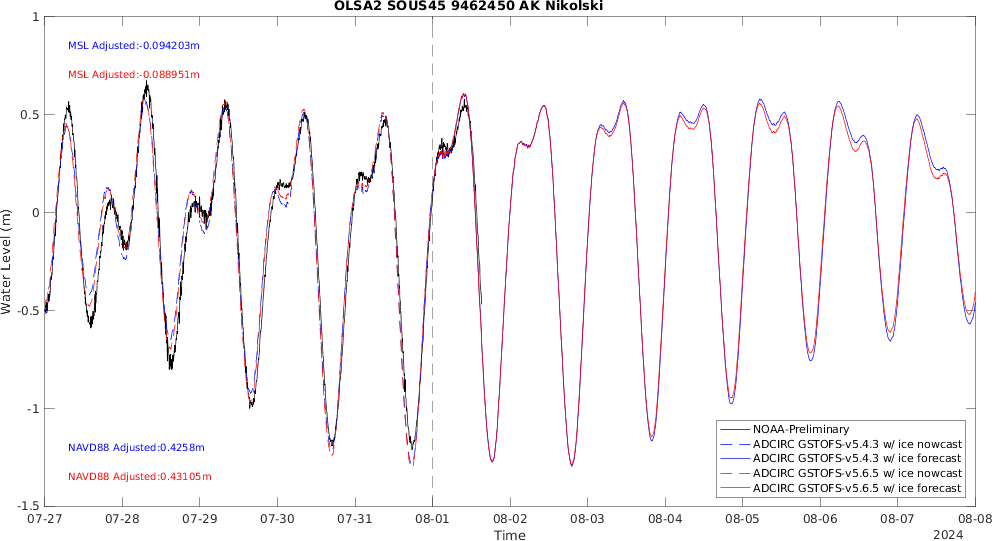 OLSA2 SOUS45 9462450 AK Nikolski
1
MSL Adjusted:-0.094203m
MSL Adjusted:-0.088951m
0.5
0
Water Level (m)
-0.5
-1
NAVD88 Adjusted:0.4258m
NAVD88 Adjusted:0.43105m
NOAA-Preliminary
ADCIRC GSTOFS-v5.4.3 w/ ice nowcast
ADCIRC GSTOFS-v5.4.3 w/ ice forecast
ADCIRC GSTOFS-v5.6.5 w/ ice nowcast
ADCIRC GSTOFS-v5.6.5 w/ ice forecast
-1.5
07-27 07-28 07-29 07-30 07-31 08-01 08-02 08-03 08-04 08-05 08-06 08-07 08-08
Time
2024